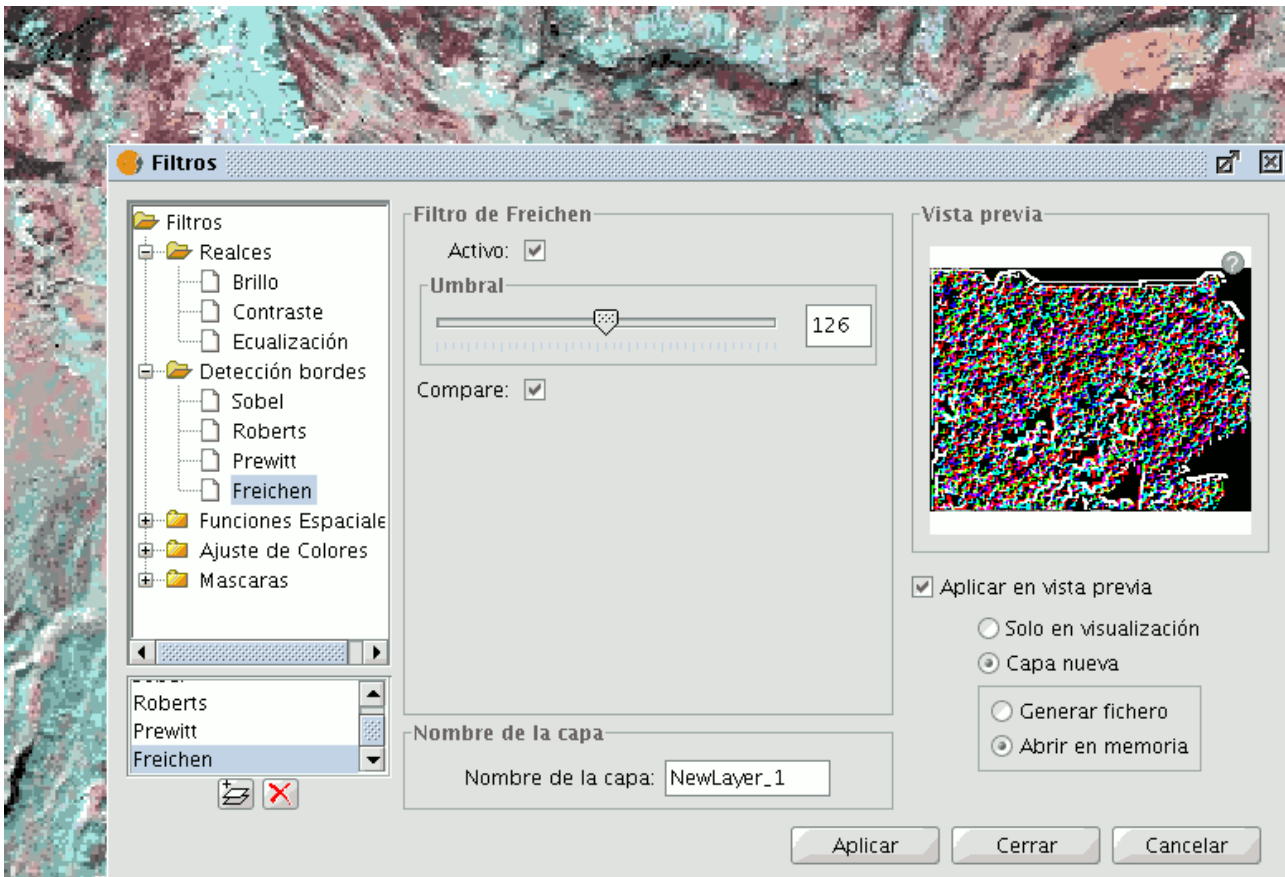 Filtros
Filtros
Realces
Brillo
Contraste
Ecualización
Detección bordes
Sobel
Roberts
Prewitt
Freichen
Funciones Espaciale
Ajuste de Colores
Mascaras
Roberts
Prewitt
Freichen
Filtro de Freichen
Activo:
Umbral
126
Compare:
Nombre de la capa
Nombre de la capa: NewLayer_1
Vista previa
?
Aplicar en vista previa
Solo en visualización
Capa nueva
Generar fichero
Abrir en memoria
Aplicar
Cerrar
Cancelar